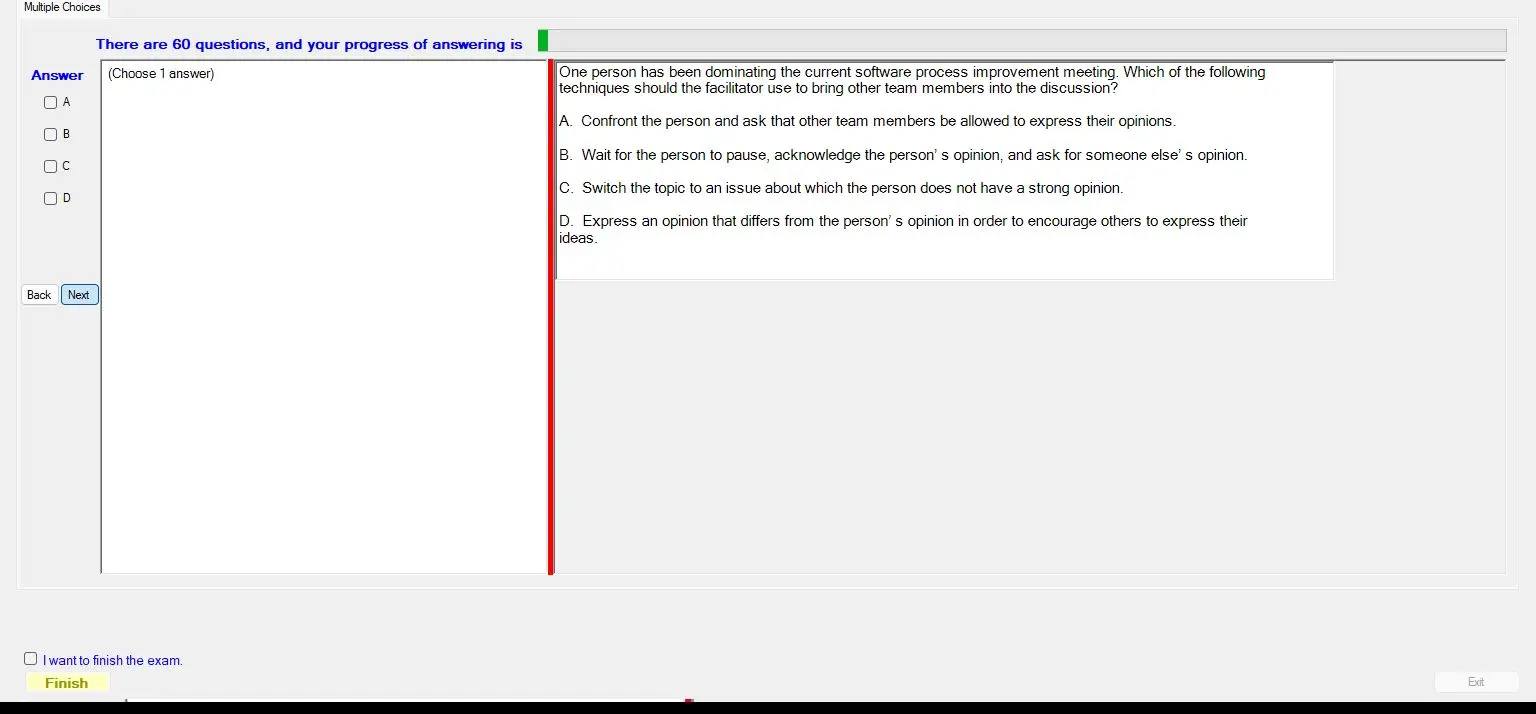 Multiple Choices
There are 60 questions, and your progress of answering is
Answer
(Choose 1 answer)
A
B
C
D
Back
Next
One person has been dominating the current software process improvement meeting. Which of the following
techniques should the facilitator use to bring other team members into the discussion?
A. Confront the person and ask that other team members be allowed to express their opinions.
B. Wait for the person to pause, acknowledge the person’ s opinion, and ask for someone else’ s opinion.
C. Switch the topic to an issue about which the person does not have a strong opinion.
D. Express an opinion that differs from the person’ s opinion in order to encourage others to express their
ideas.
I want to finish the exam.
Finish
Exit